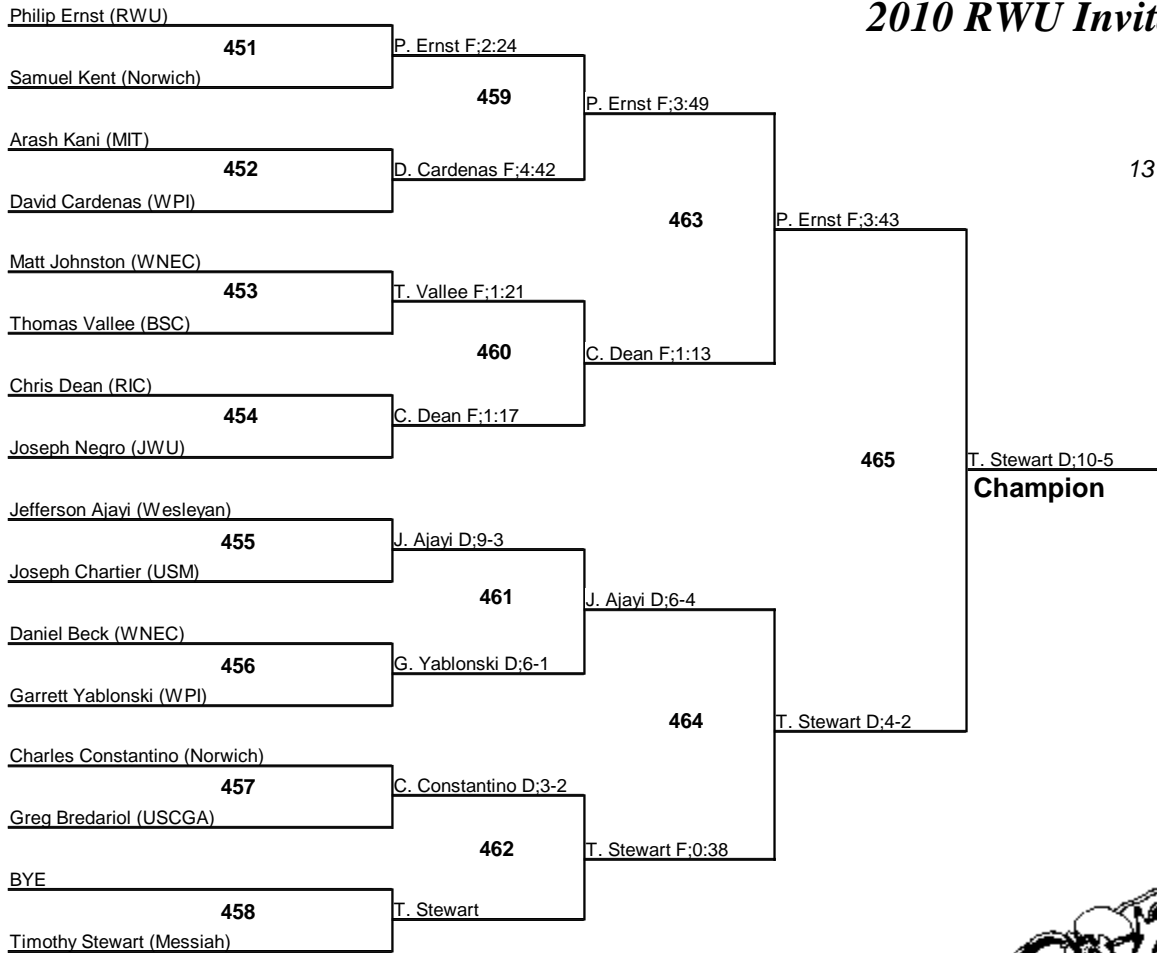 2010 RWU Invit
13
Philip Ernst (RWU)
451
Samuel Kent (Norwich)
P. Ernst F;2:24
459
Arash Kani (MIT)
452
David Cardenas (WPI)
D. Cardenas F;4:42
P. Ernst F;3:49
463
Matt Johnston (WNEC)
453
Thomas Vallee (BSC)
T. Vallee F;1:21
460
Chris Dean (RIC)
454
Joseph Negro (JWU)
C. Dean F;1:17
C. Dean F;1:13
P. Ernst F;3:43
465
Jefferson Ajayi (Wesleyan)
455
Joseph Chartier (USM)
J. Ajayi D;9-3
461
Daniel Beck (WNEC)
456
Garrett Yablonski (WPI)
G. Yablonski D;6-1
J. Ajayi D;6-4
464
Charles Constantino (Norwich)
457
Greg Bredariol (USCGA)
C. Constantino D;3-2
462
BYE
458
Timothy Stewart (Messiah)
T. Stewart
T. Stewart F;0:38
T. Stewart D;4-2
T. Stewart D;10-5
Champion